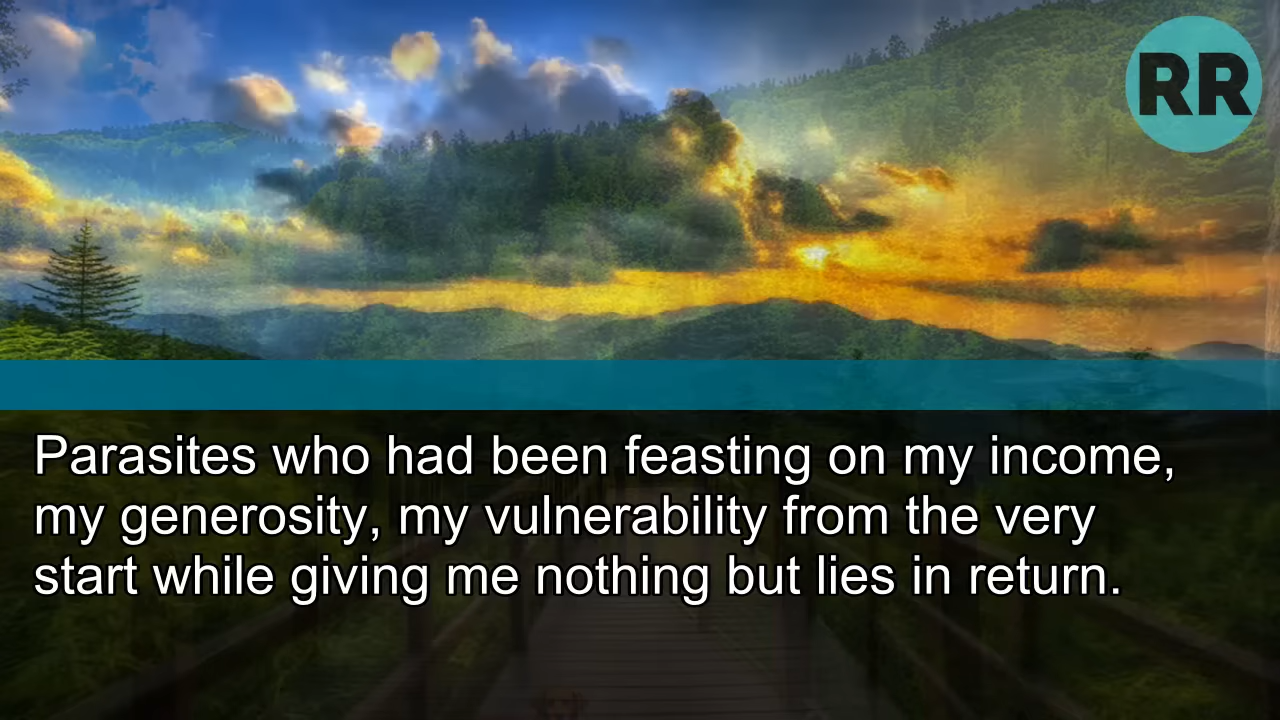 RR
Parasites who had been feasting on my income,
my generosity, my vulnerability from the very
start while giving me nothing but lies in return.